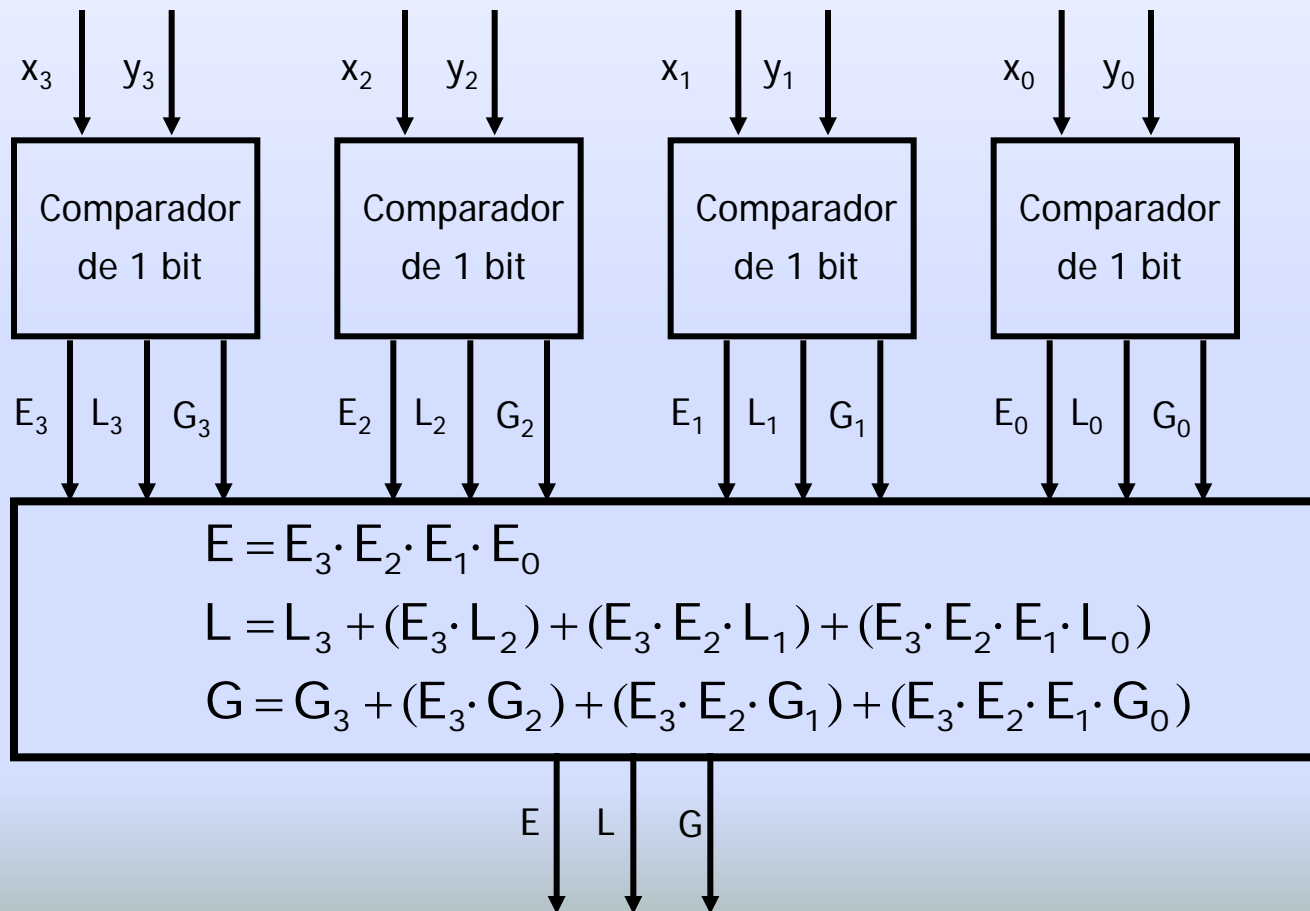 x₃ y₃ x₂ y₂ x₁ y₁ x₀ y₀
Comparador Comparador Comparador Comparador
de 1 bit de 1 bit de 1 bit de 1 bit
E₃ L₃ G₃ E₂ L₂ G₂ E₁ L₁ G₁ E₀ L₀ G₀
E = E₃· E₂· E₁· E₀
L = L₃ + (E₃· L₂) + (E₃· E₂· L₁) + (E₃· E₂· E₁· L₀)
G = G₃ + (E₃· G₂) + (E₃· E₂· G₁) + (E₃· E₂· E₁· G₀)
E L G